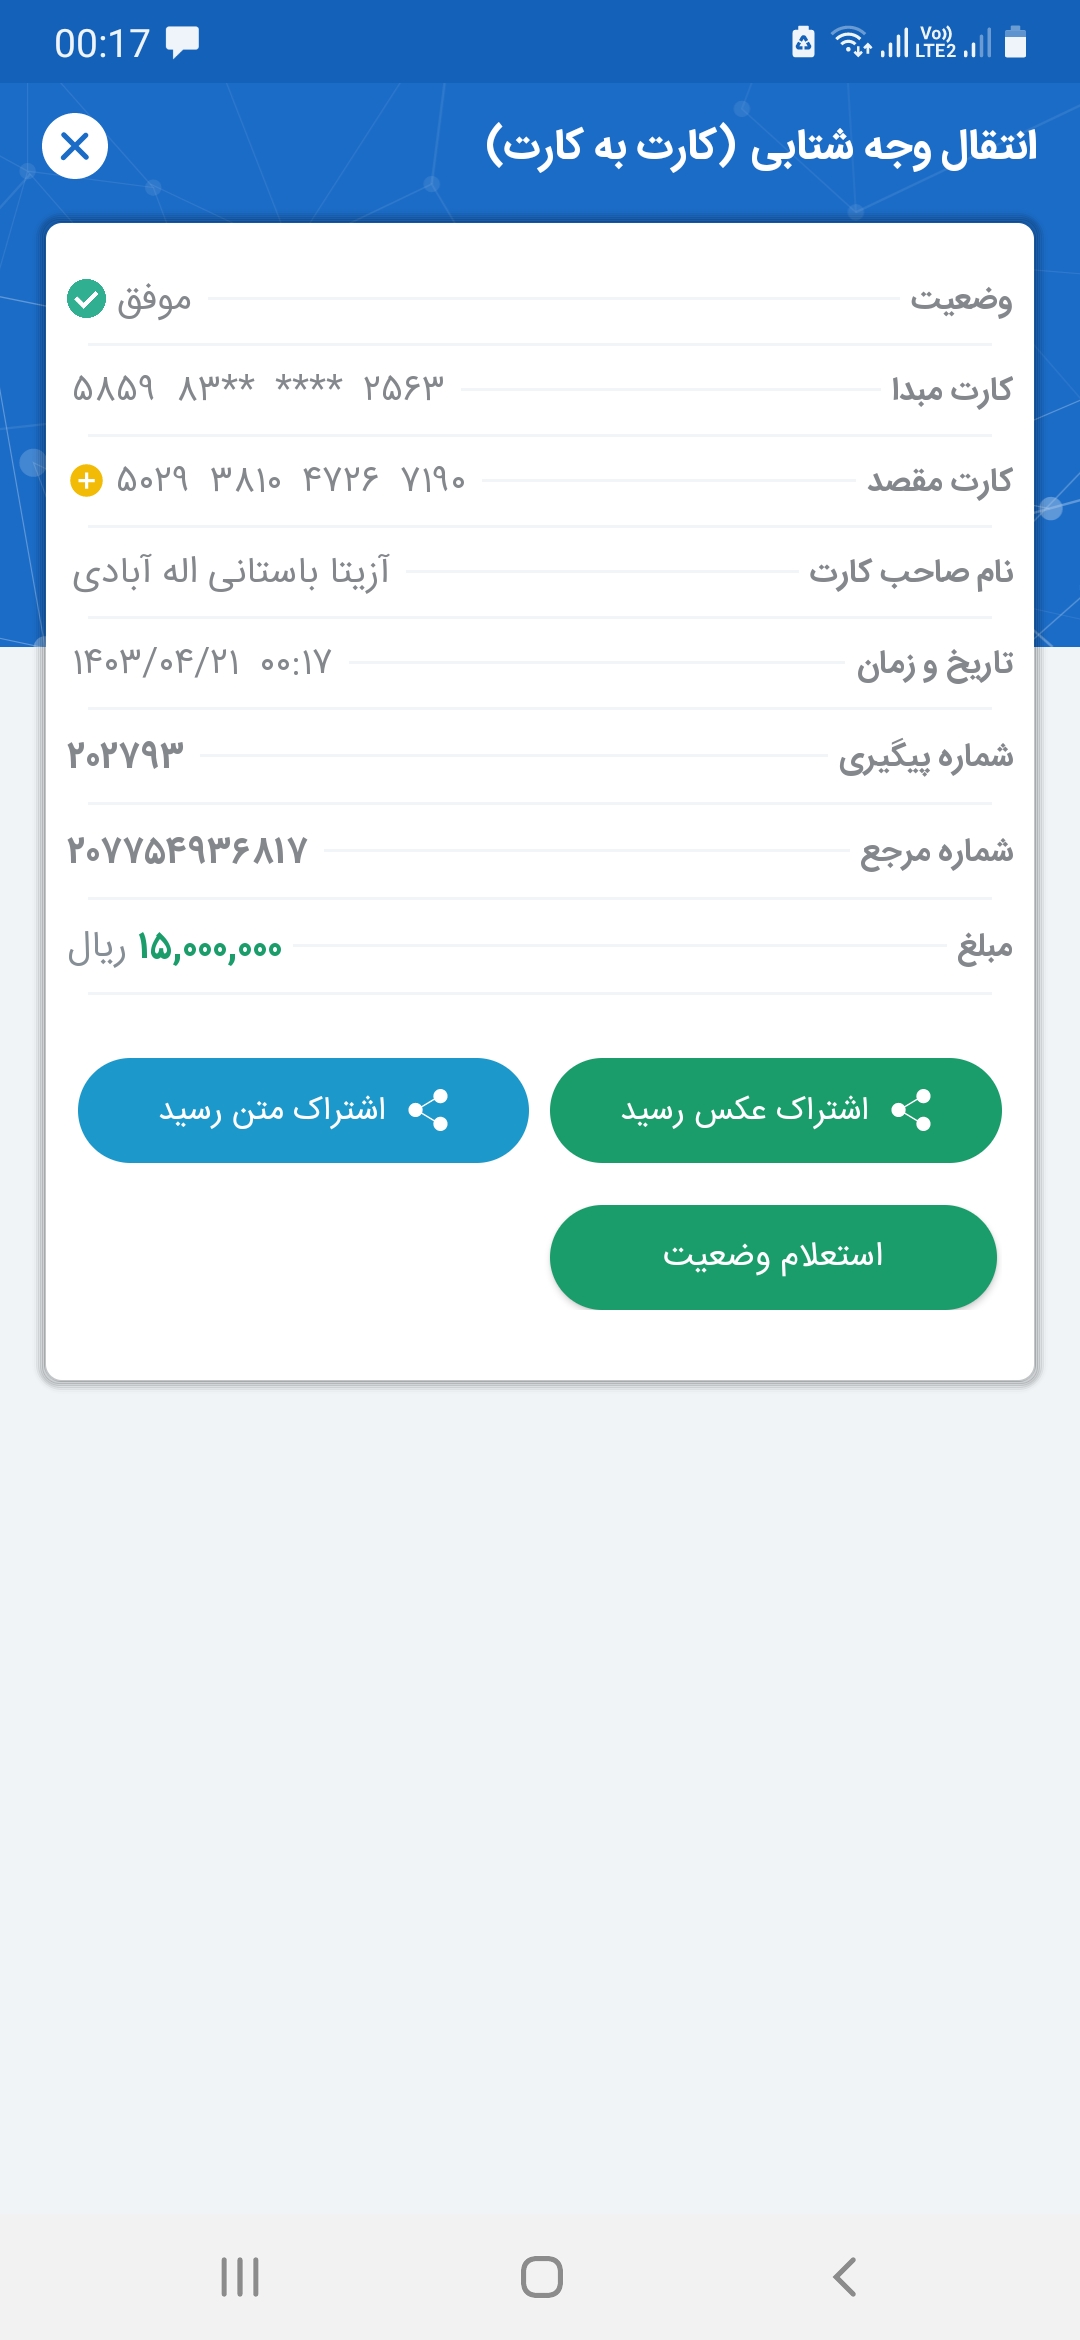 00:17
Vo)) LTE2
انتقال وجه شتابی (کارت به کارت)
وضعیت موفق
کارت مبدا ۵۸۵۹ ۸۳** **** ۲۵۶۳
کارت مقصد ۵۰۲۹ ۳۸۱۰ ۴۷۲۶ ۷۱۹۰
نام صاحب کارت آزیتا باستانی اله آبادی
تاریخ و زمان ۱۴۰۳/۰۴/۲۱ ۰۰:۱۷
شماره پیگیری ۲۰۲۷۹۳
شماره مرجع ۲۰۷۷۵۴۹۳۶۸۱۷
مبلغ ۱۵,۰۰۰,۰۰۰ ریال
اشتراک عکس رسید
اشتراک متن رسید
استعلام وضعیت